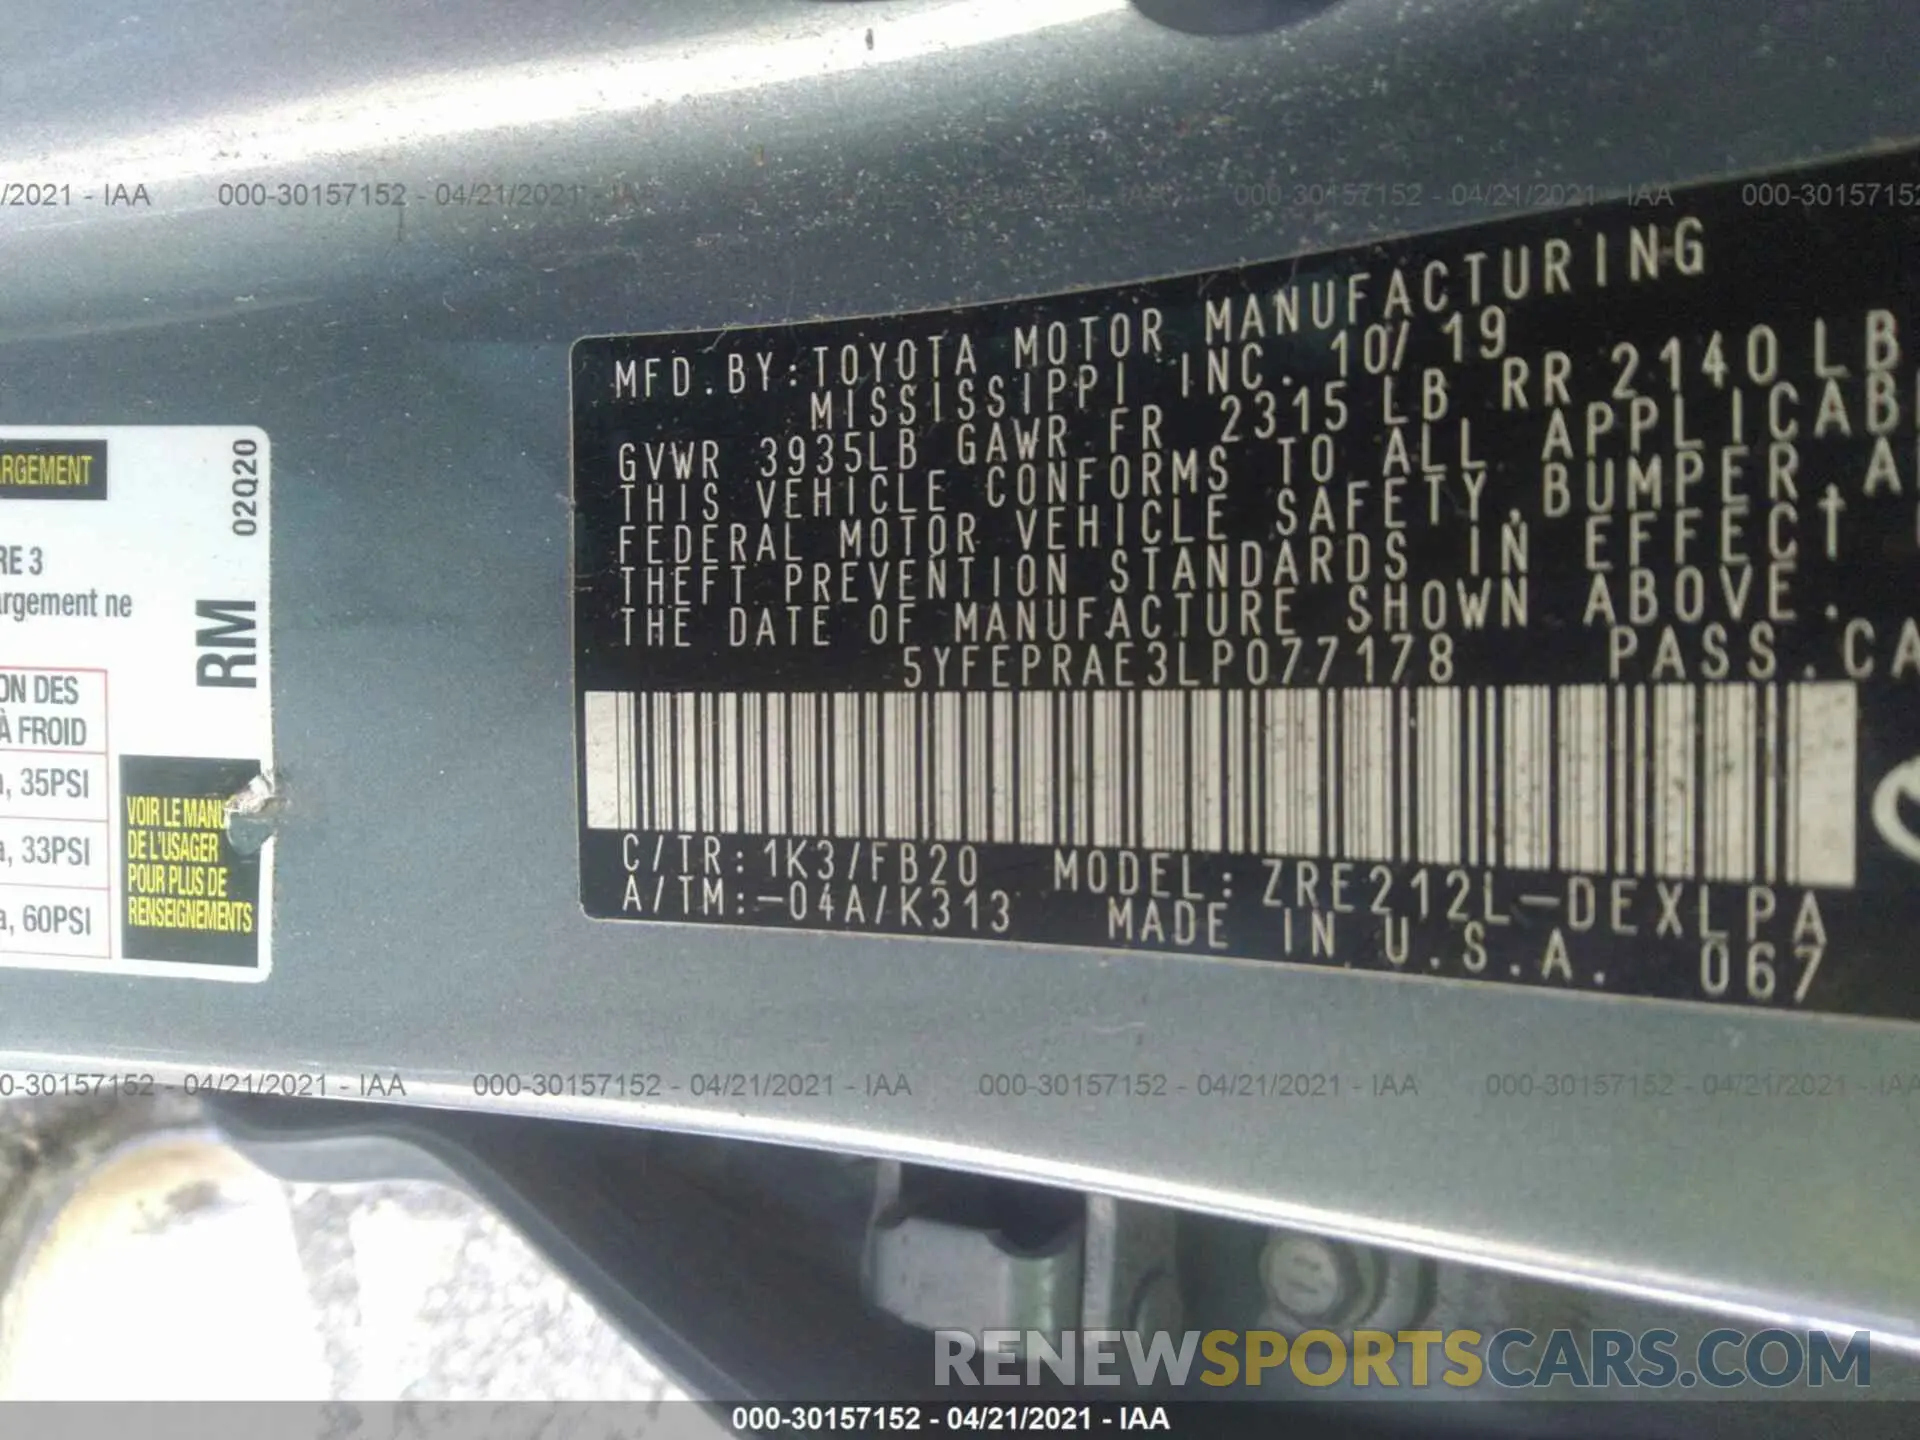 /2021 - IAA 000-30157152 - 04/21/2021 - IAA 000-30157152 - 04/21/2021 - IAA 000-30157152
MFD.BY:TOYOTA MOTOR MANUFACTURING
MISSISSIPPI INC. 10/19
GVWR 3935LB GAWR FR 2315 LB RR 2140 LB
THIS VEHICLE CONFORMS TO ALL APPLICAB
FEDERAL MOTOR VEHICLE SAFETY,BUMPER,A
THEFT PREVENTION STANDARDS IN EFFECT
THE DATE OF MANUFACTURE SHOWN ABOVE.
5YFEPRAE3LP077178 PASS.CA
C/TR:1K3/FB20 MODEL:ZRE212L-DEXLPA
A/TM:-04A/K313 MADE IN U.S.A. 067
RGEMENT
02Q20
RE 3
rgement ne
RM
ON DES
À FROID
, 35PSI
a, 33PSI
a, 60PSI
VOIR LE MANU
DE L'USAGER
POUR PLUS DE
RENSEIGNEMENTS
0-30157152 - 04/21/2021 - IAA 000-30157152 - 04/21/2021 - IAA 000-30157152 - 04/21/2021 - IAA 000-30157152 - 04/21/2021 - IAA
RENEWSPORTSCARS.COM
000-30157152 - 04/21/2021 - IAA